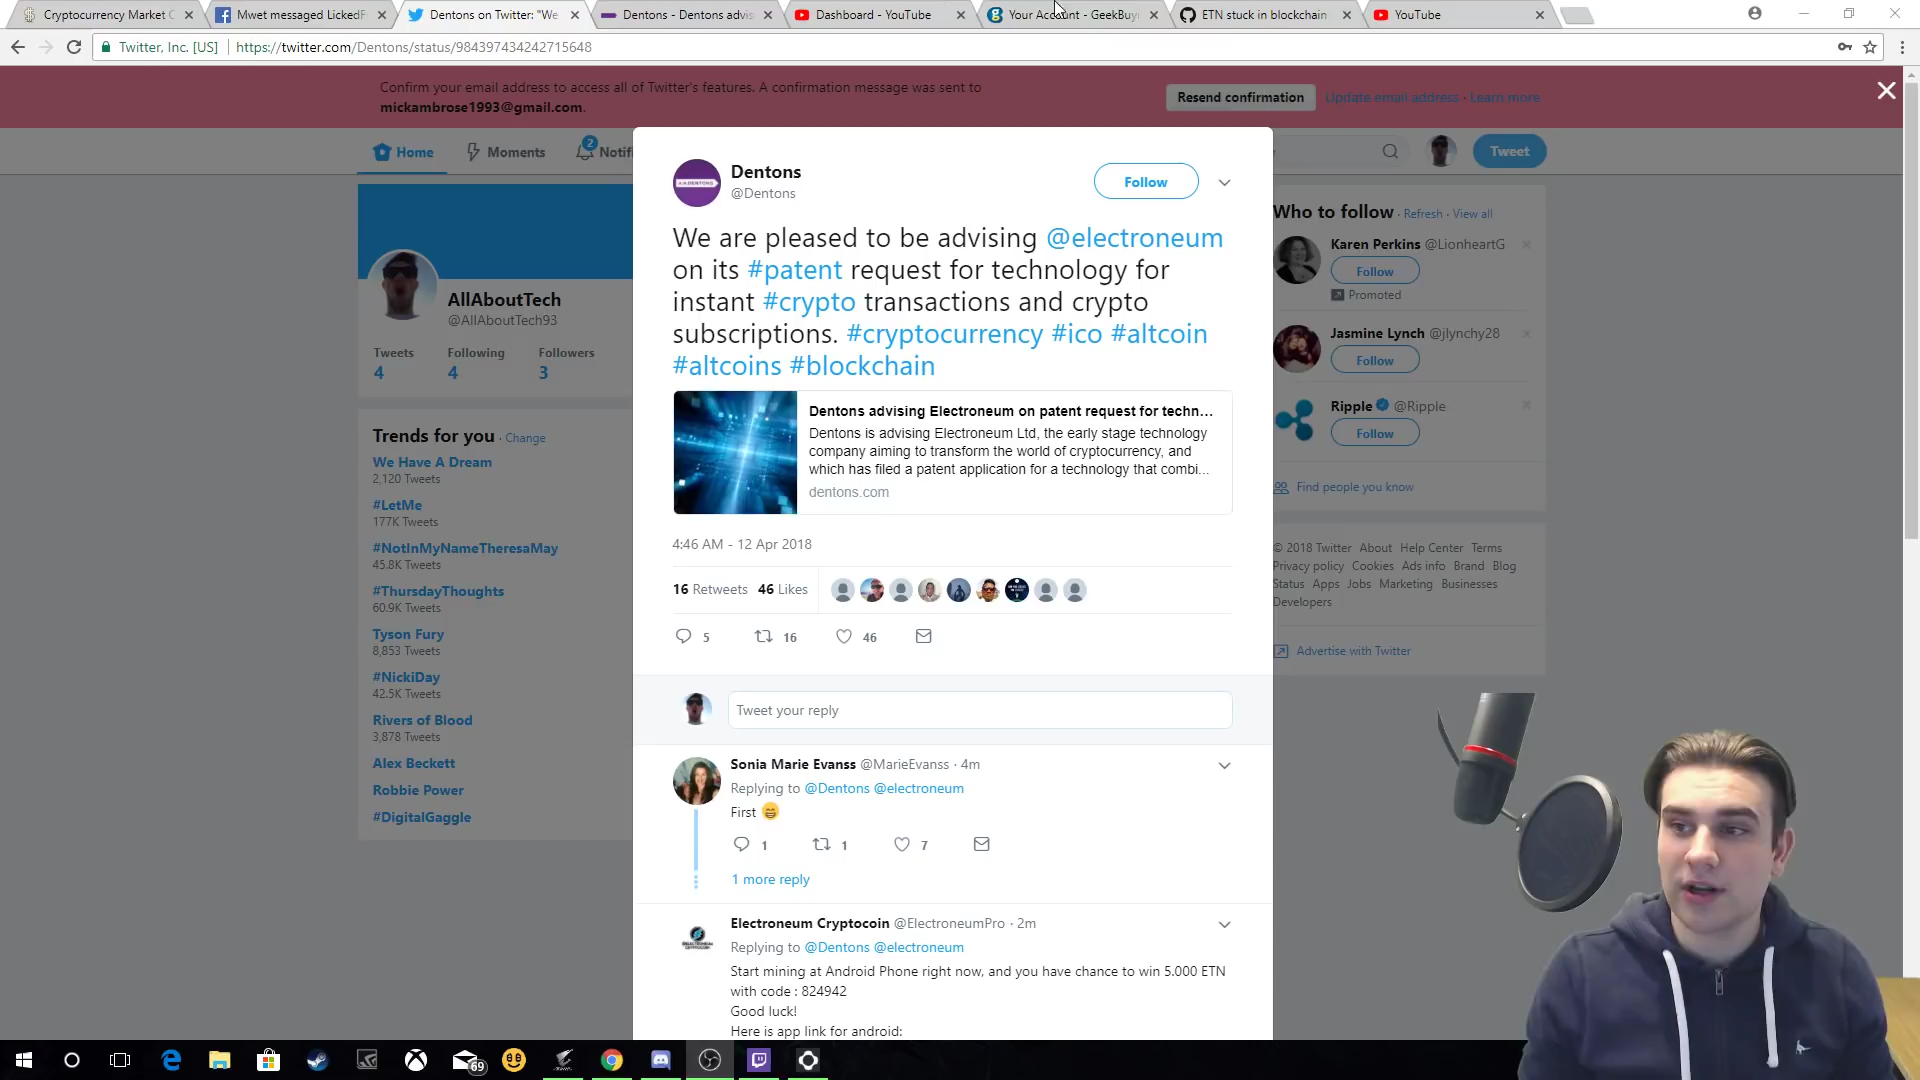 Cryptocurrency Market C
Mwet messaged LickedF
Dentons on Twitter: "We
Dentons - Dentons advis
Dashboard - YouTube
Your Account - GeekBuy
ETN stuck in blockchain
YouTube
Twitter, Inc. [US]
https://twitter.com/Dentons/status/984397434242715648
Confirm your email address to access all of Twitter's features. A confirmation message was sent to
mickambrose1993@gmail.com.
Resend confirmation
Update email address · Learn more
Home
Moments
2
Notifi
Tweet
AllAboutTech
@AllAboutTech93
Tweets Following Followers
4 4 3
Trends for you · Change
We Have A Dream
2,120 Tweets
#LetMe
177K Tweets
#NotInMyNameTheresaMay
45.8K Tweets
#ThursdayThoughts
60.9K Tweets
Tyson Fury
8,853 Tweets
#NickiDay
42.5K Tweets
Rivers of Blood
3,878 Tweets
Alex Beckett
Robbie Power
#DigitalGaggle
Dentons
@Dentons
Follow
We are pleased to be advising @electroneum
on its #patent request for technology for
instant #crypto transactions and crypto
subscriptions. #cryptocurrency #ico #altcoin
#altcoins #blockchain
Dentons advising Electroneum on patent request for techn...
Dentons is advising Electroneum Ltd, the early stage technology
company aiming to transform the world of cryptocurrency, and
which has filed a patent application for a technology that combi...
dentons.com
4:46 AM - 12 Apr 2018
16 Retweets 46 Likes
5 16 46
Tweet your reply
Sonia Marie Evanss @MarieEvanss · 4m
Replying to @Dentons @electroneum
First
1 1 7
1 more reply
Electroneum Cryptocoin @ElectroneumPro · 2m
Replying to @Dentons @electroneum
Start mining at Android Phone right now, and you have chance to win 5.000 ETN
with code : 824942
Good luck!
Here is app link for android:
Who to follow · Refresh · View all
Karen Perkins @LionheartG
Follow
Promoted
Jasmine Lynch @jlynchy28
Follow
Ripple @Ripple
Follow
Find people you know
© 2018 Twitter About Help Center Terms
Privacy policy Cookies Ads info Brand Blog
Status Apps Jobs Marketing Businesses
Developers
Advertise with Twitter
69